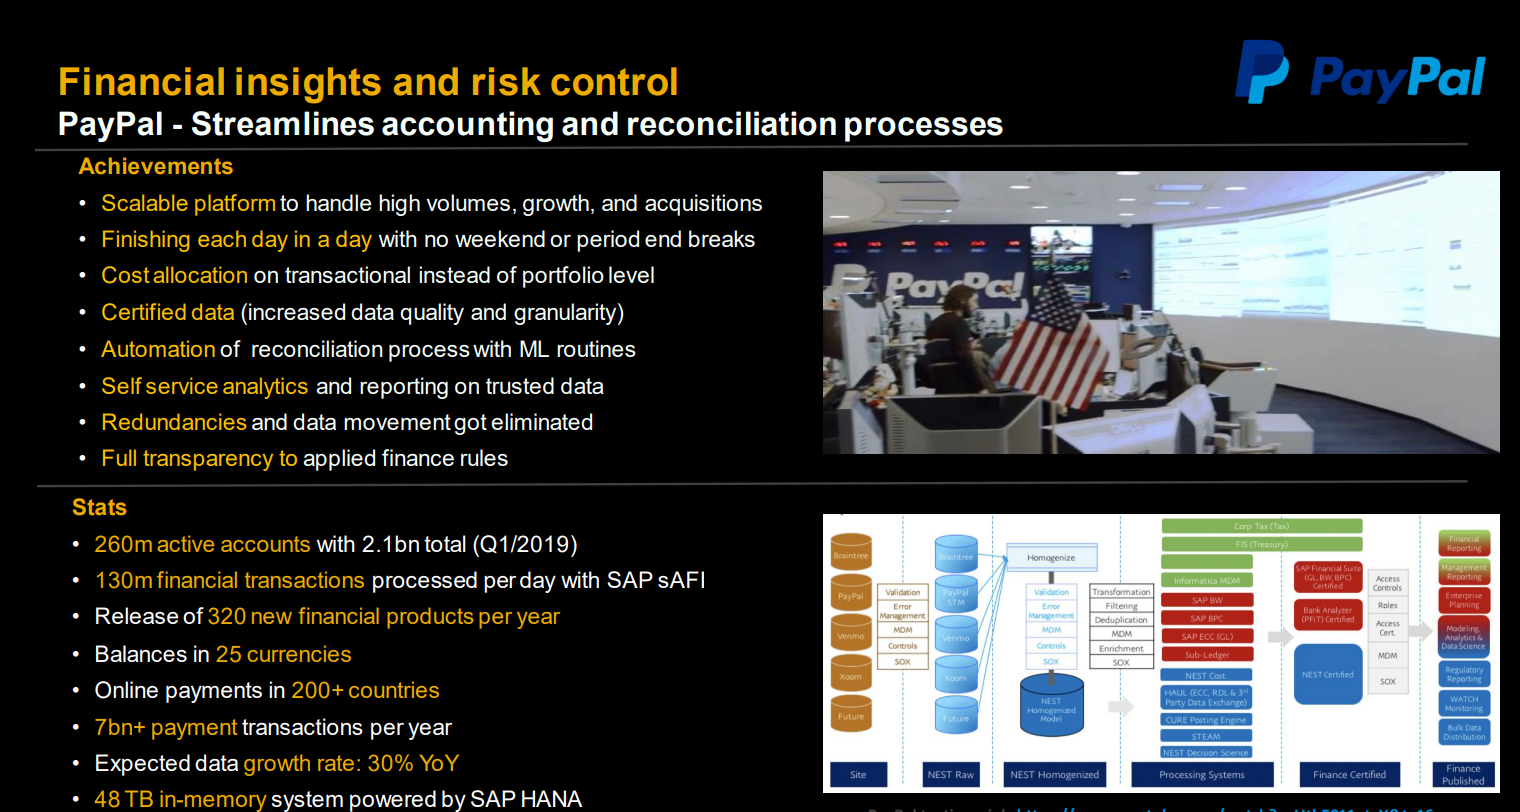 Financial insights and risk control
PayPal - Streamlines accounting and reconciliation processes
PayPal
Achievements
• Scalable platform to handle high volumes, growth, and acquisitions
• Finishing each day in a day with no weekend or period end breaks
• Cost allocation on transactional instead of portfolio level
• Certified data (increased data quality and granularity)
• Automation of reconciliation process with ML routines
• Self service analytics and reporting on trusted data
• Redundancies and data movement got eliminated
• Full transparency to applied finance rules
PayPal
Stats
• 260m active accounts with 2.1bn total (Q1/2019)
• 130m financial transactions processed per day with SAP sAFI
• Release of 320 new financial products per year
• Balances in 25 currencies
• Online payments in 200+ countries
• 7bn+ payment transactions per year
• Expected data growth rate: 30% YoY
• 48 TB in-memory system powered by SAP HANA
Braintree
PayPal
Venmo
Xoom
Future
Site
Validation
Error
Management
MDM
Controls
SOX
Braintree
PayPal
STM
Venmo
Xoom
Future
NEST Raw
Homogenize
Validation
Error
Management
MDM
Controls
SOX
NEST
Homogenized
Model
NEST Homogenized
Transformation
Filtering
Deduplication
MDM
Enrichment
SOX
Corp Tax (Tax)
FIS (Treasury)
Informatica MDM
SAP BW
SAP BPC
SAP ECC (GL)
Sub-Ledger
NEST Cost
HAUL (ECC, RDL & 3rd
Party Data Exchange)
CURE Posting Engine
STEAM
NEST Decision Science
Processing Systems
SAP Financial Suite
(GL, BW, BPC)
Certified
Bank Analyzer
(PFiT) Certified
NEST Certified
Finance Certified
Access
Controls
Roles
Access
Cert.
MDM
SOX
Financial
Reporting
Management
Reporting
Enterprise
Planning
Modeling,
Analytics &
Data Science
Regulatory
Reporting
WATCH
Monitoring
Bulk Data
Distribution
Finance
Published